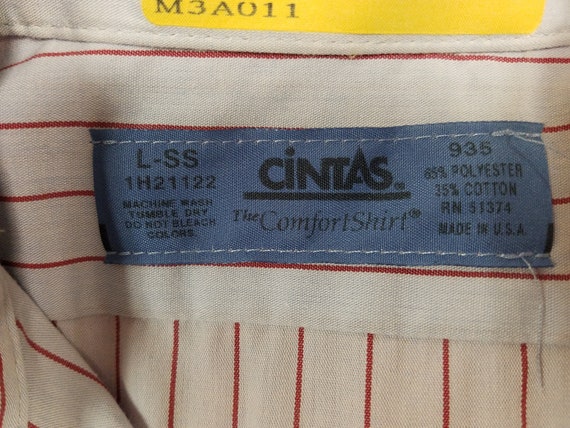 M3A011
L-SS
1H21122
MACHINE WASH
TUMBLE DRY
DO NOT BLEACH
COLORS.
CiNTAS®
The ComfortShirt®
935
65% POLYESTER
35% COTTON
RN 51374
MADE IN U.S.A.